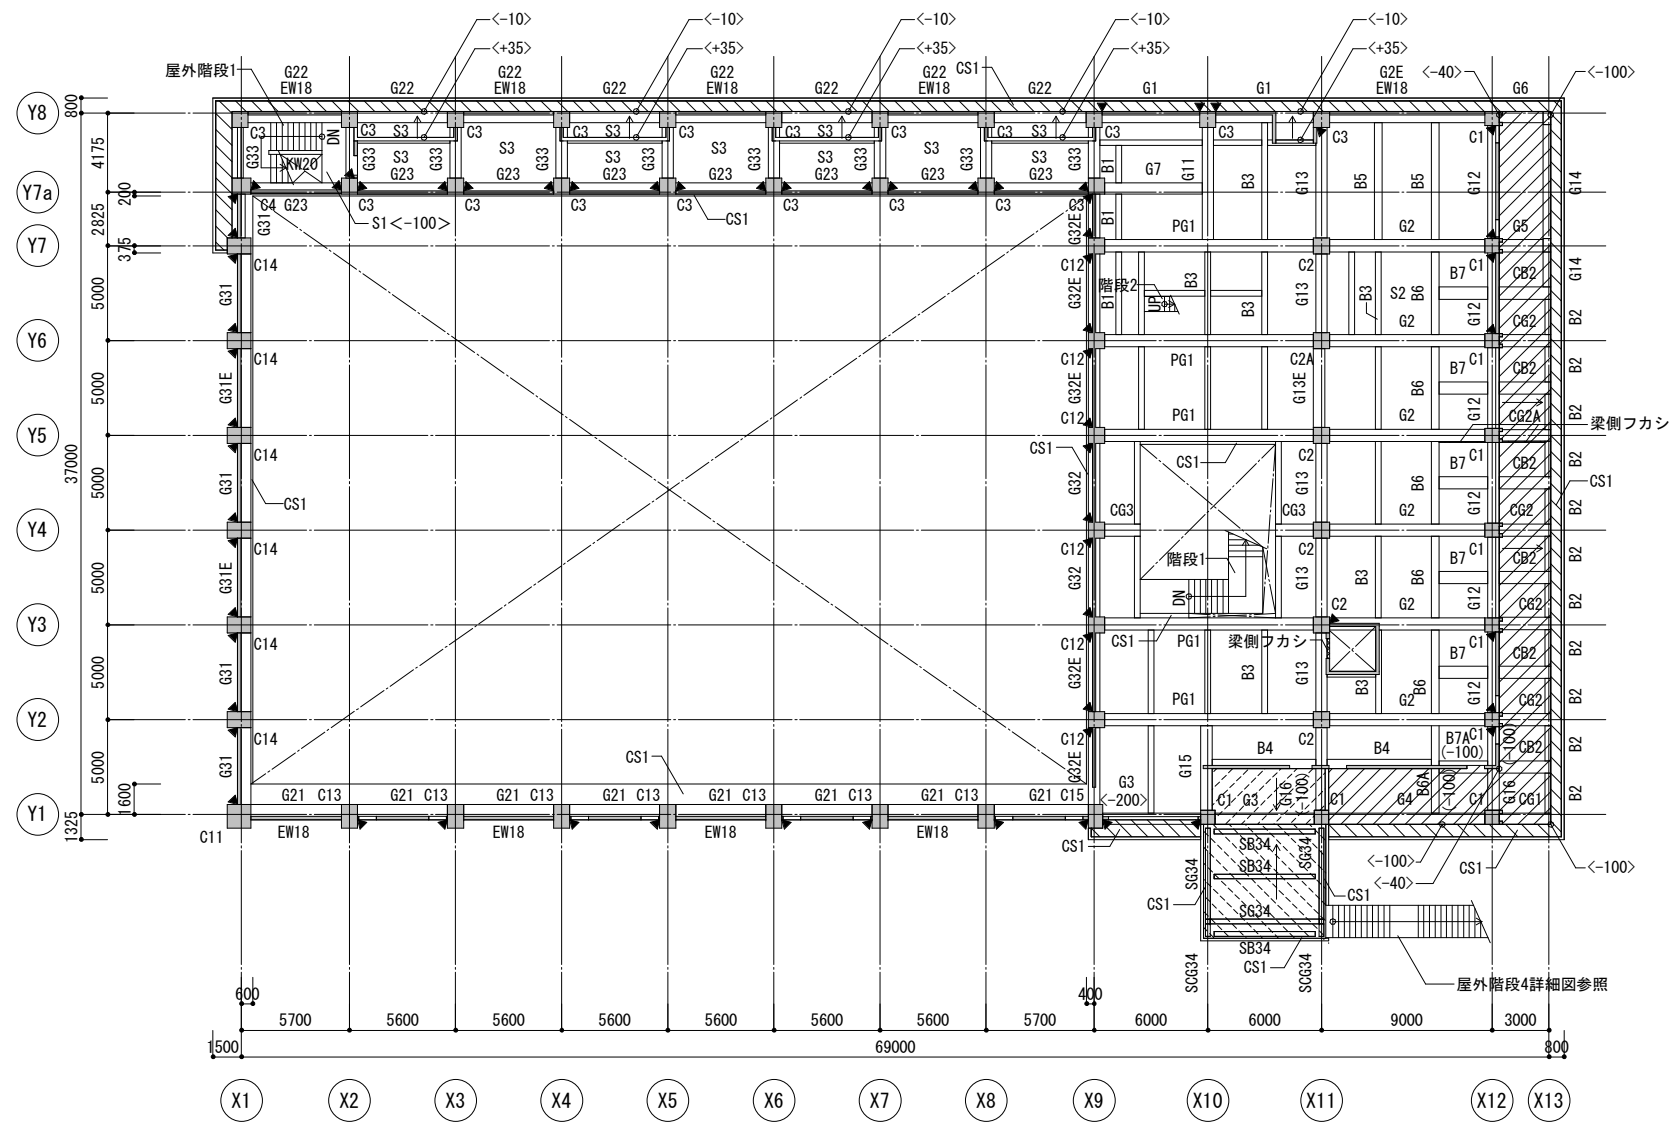 <-10> <-10> <-10> <-10> <-10>
<+35> <+35> <+35> <+35> <+35>
屋外階段1 G22 G22 G22 G22 CS1 G2E <-40> <-100>
EW18 G22 EW18 G22 EW18 G22 EW18 G22 G1 G1 EW18 G6
Y8
C3 DN C3 S3 C3 C3 S3 C3 C3 S3 C3 C3 S3 C3 C3 C3 C1
G33 KW20 S3 G33 G33 S3 G33 S3 G33 G33 S3 G33 S3 G33 G33 S3 G33 B1 G7 G11 B3 G13 B5 B5 G12 G14
G23 G23 G23 G23 G23 G23 G23
Y7a
C4 G23 C3 C3 C3 C3 C3 C3 C3
G31 S1<-100> CS1 G32E B1 PG1 G2 G5
Y7
C14 C12 C2 C1 B7 CB2 G14
G31 G32E B1 階段2 UP B3 B3 G13 B3 S2 B6 G12
G2 CG2 B2
Y6
C14 C12 PG1 C2A C1 B7 CB2 B2
G31E G32E G13E B6 G12
C12 PG1 G2 CG2A B2
Y5
梁側フカシ
C14 CS1 CS1 C2 C1 B7 CB2 B2
G31 CS1 G32 G13 B6 G12 CS1
CG3 CG3 G2 CG2 B2
Y4
C14 C12 階段1 C2 C1 B7 CB2 B2
G31E G32 DN G13 B3 B6 G12
C2 G2 CG2 B2
Y3
C14 C12 CS1 PG1 梁側フカシ C1 B7 CB2 B2
G31 G32E B3 G13 B3 B6 G12
PG1 G2 CG2 B2
Y2
C14 C12 C2 C1 B7A (-100) CB2 (-100) B2
G31 CS1 G32E G15 B4 B4
G3 <-200> G16 (-100) B6A (-100) G16
G21 C13 G21 C13 G21 C13 G21 C13 G21 C13 G21 C13 G21 C13 G21 C15 C1 G3 C1 G4 C1 CG1 B2
Y1
C11 EW18 EW18 EW18 EW18 CS1 SB34 SG34 <-100> CS1 <-100>
SG34 SB34 <-40>
CS1 SG34 CS1
SB34
SCG34 CS1 SCG34 屋外階段4詳細図参照
800 4175 200 2825 375 5000 5000 5000 5000 5000 5000 1600 1325
37000
600 400
5700 5600 5600 5600 5600 5600 5600 5700 6000 6000 9000 3000
1500 69000 800
X1 X2 X3 X4 X5 X6 X7 X8 X9 X10 X11 X12 X13